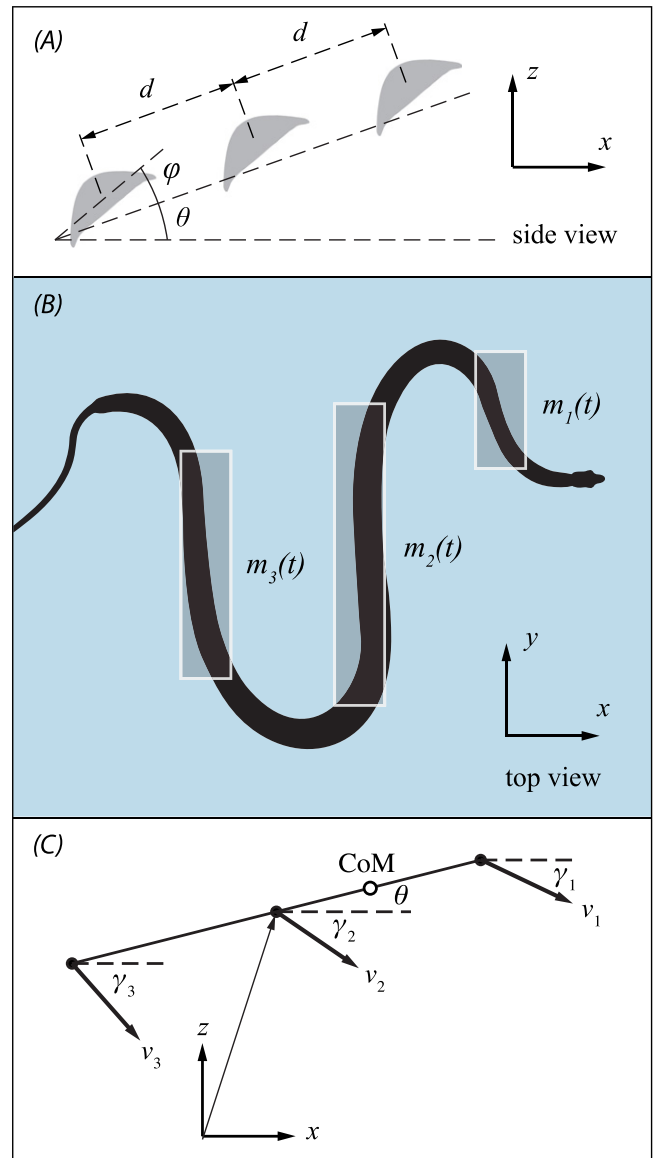 (A)
d
d
z
x
φ
θ
side view
(B)
m1(t)
m2(t)
m3(t)
y
x
top view
(C)
CoM
θ
γ1
v1
γ2
v2
γ3
v3
z
x